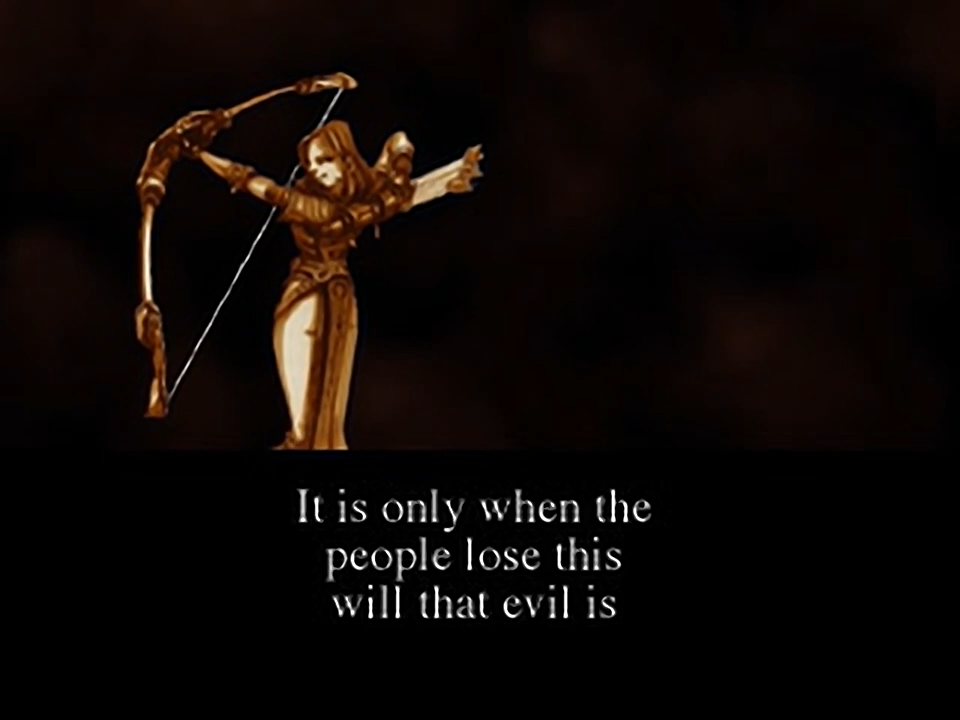 It is only when the
people lose this
will that evil is